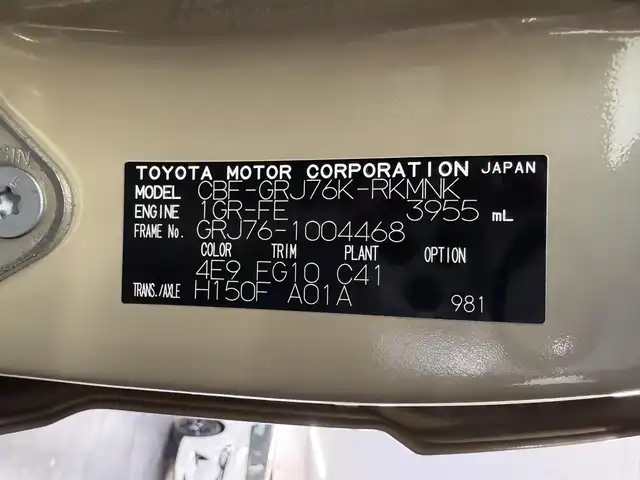 TOYOTA MOTOR CORPORATION JAPAN
MODEL CBF-GRJ76K-RKMNK
ENGINE 1GR-FE 3955 mL
FRAME No. GRJ76-1004468
COLOR TRIM PLANT OPTION
4E9 FG10 C41
TRANS./AXLE H150F A01A 981